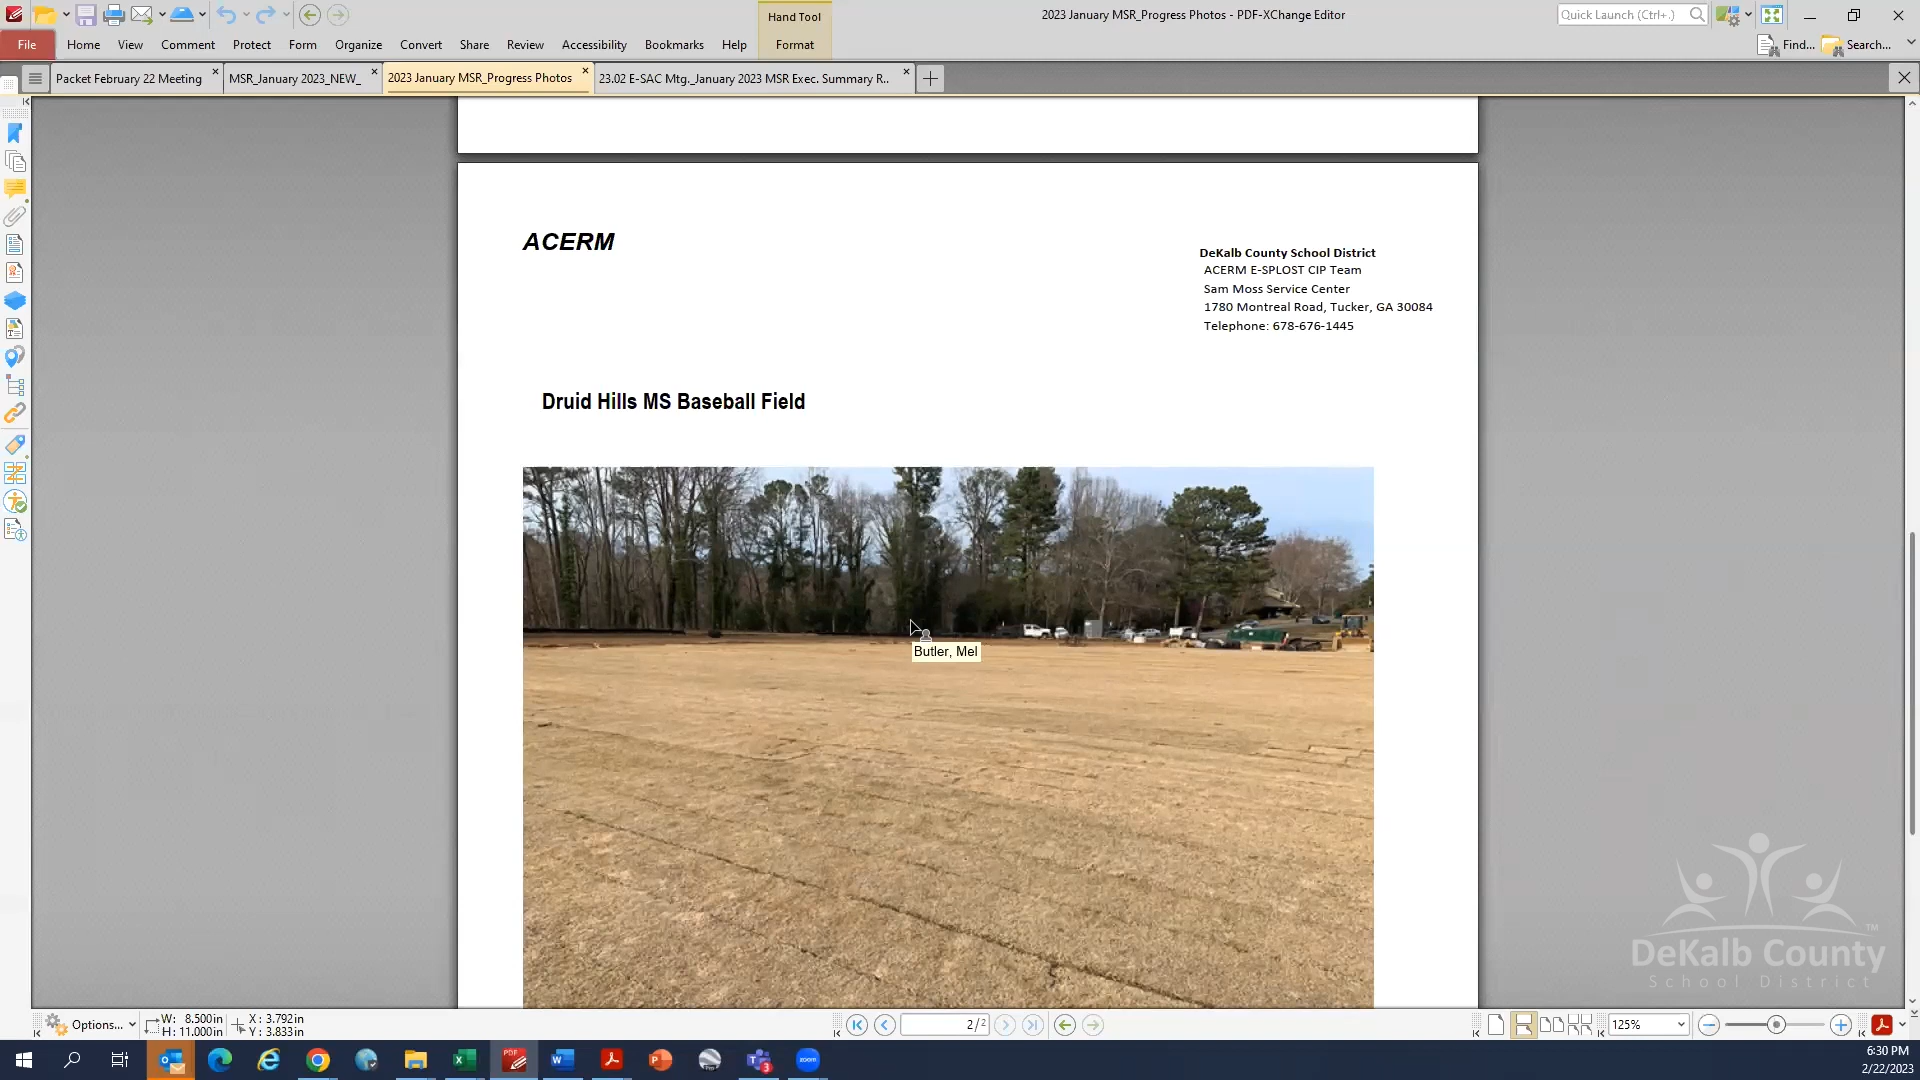 Hand Tool
2023 January MSR_Progress Photos - PDF-XChange Editor
Quick Launch (Ctrl+.)
File
Home
View
Comment
Protect
Form
Organize
Convert
Share
Review
Accessibility
Bookmarks
Help
Format
Find...
Search...
Packet February 22 Meeting
MSR_January 2023_NEW_
2023 January MSR_Progress Photos
23.02 E-SAC Mtg._January 2023 MSR Exec. Summary R..
ACERM
DeKalb County School District
ACERM E-SPLOST CIP Team
Sam Moss Service Center
1780 Montreal Road, Tucker, GA 30084
Telephone: 678-676-1445
Druid Hills MS Baseball Field
Butler, Mel
DeKalb County™
School District
Options...
W: 8.500in
H: 11.000in
X: 3.792in
Y: 3.833in
2/2
125%
PDF
zoom
3
6:30 PM
2/22/2023